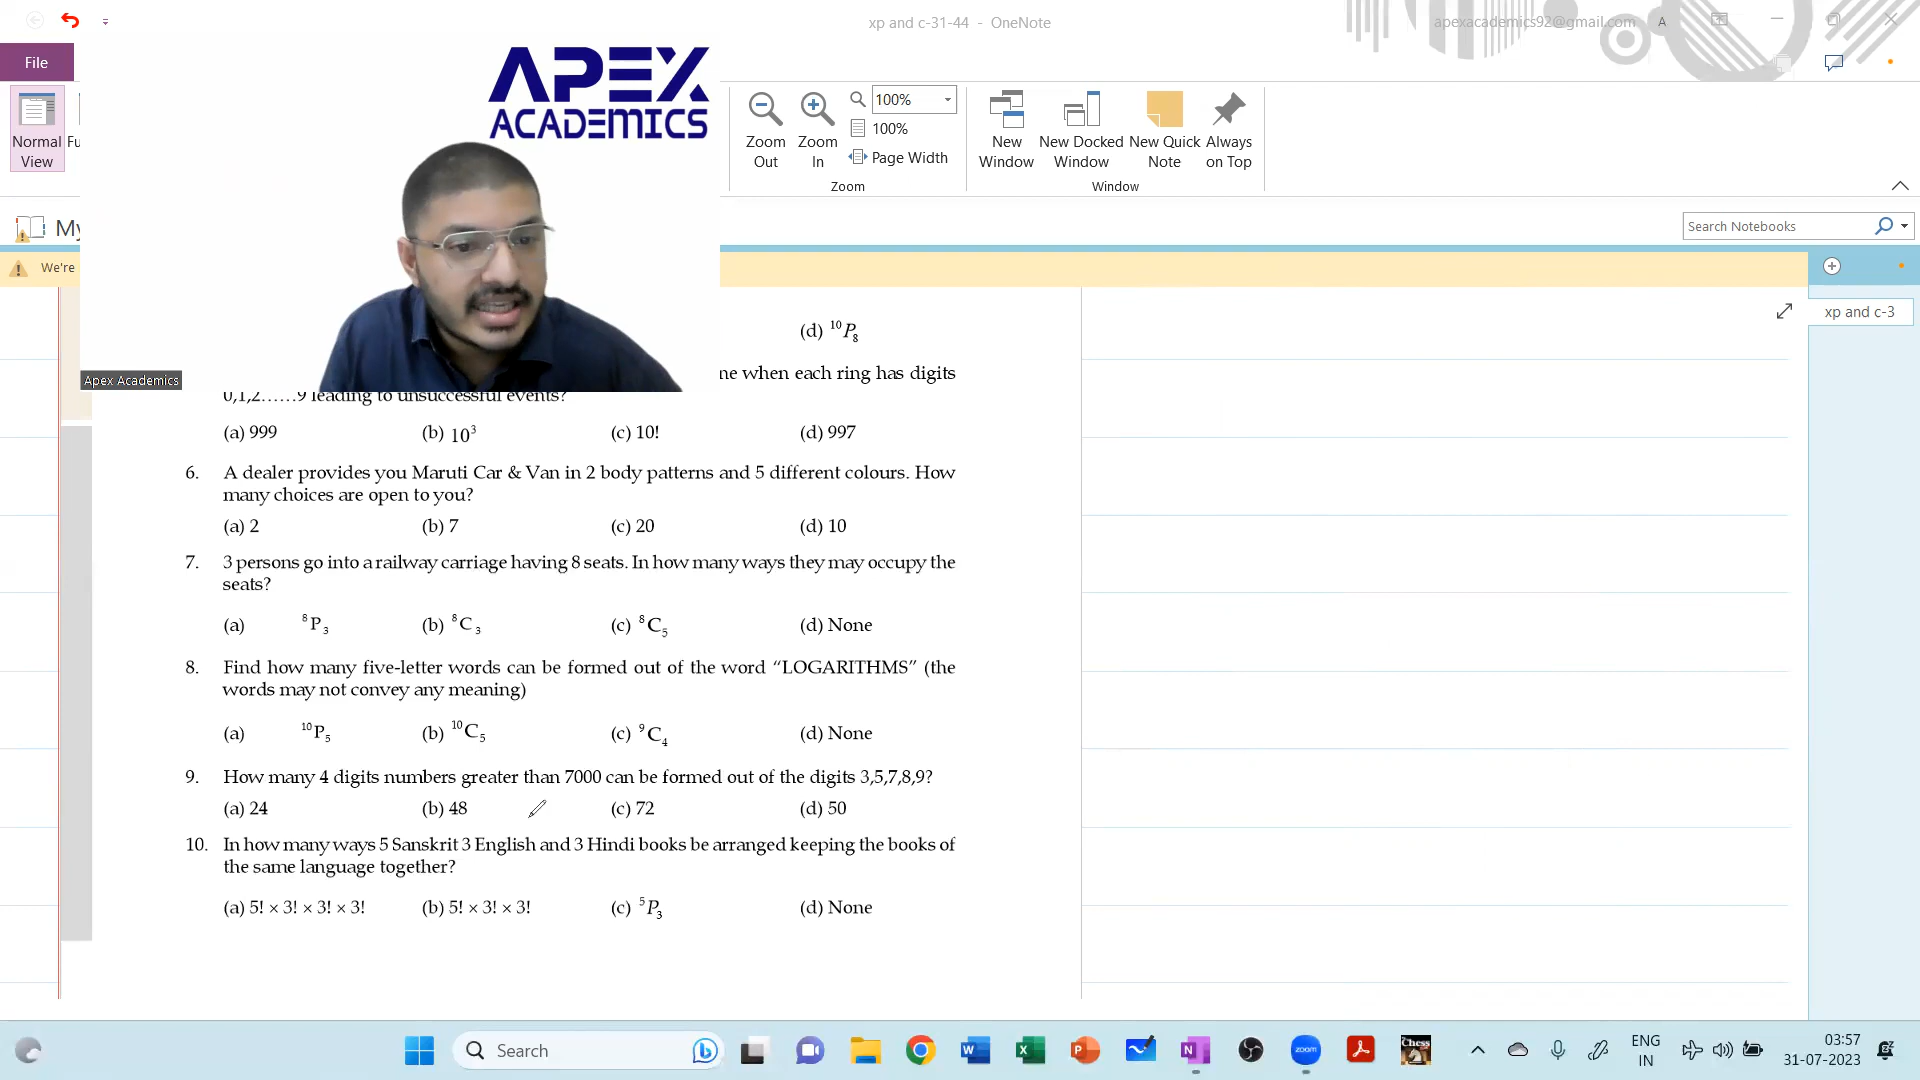 xp and c-31-44 - OneNote
apexacademics92@gmail.com A
File
APEX
ACADEMICS
Normal
View
Fu
Zoom
Out
Zoom
In
100%
100%
Page Width
Zoom
New
Window
New Docked
Window
New Quick
Note
Always
on Top
Window
My
Search Notebooks
We're
xp and c-3
Apex Academics
(d) ¹⁰P₈
ne when each ring has digits
0,1,2……9 leading to unsuccessful events?
(a) 999 (b) 10³ (c) 10! (d) 997
6. A dealer provides you Maruti Car & Van in 2 body patterns and 5 different colours. How
many choices are open to you?
(a) 2 (b) 7 (c) 20 (d) 10
7. 3 persons go into a railway carriage having 8 seats. In how many ways they may occupy the
seats?
(a) ⁸P₃ (b) ⁸C₃ (c) ⁸C₅ (d) None
8. Find how many five-letter words can be formed out of the word “LOGARITHMS” (the
words may not convey any meaning)
(a) ¹⁰P₅ (b) ¹⁰C₅ (c) ⁹C₄ (d) None
9. How many 4 digits numbers greater than 7000 can be formed out of the digits 3,5,7,8,9?
(a) 24 (b) 48 (c) 72 (d) 50
10. In how many ways 5 Sanskrit 3 English and 3 Hindi books be arranged keeping the books of
the same language together?
(a) 5! × 3! × 3! × 3! (b) 5! × 3! × 3! (c) ⁵P₃ (d) None
Search
zoom
Chess
ENG
IN
03:57
31-07-2023